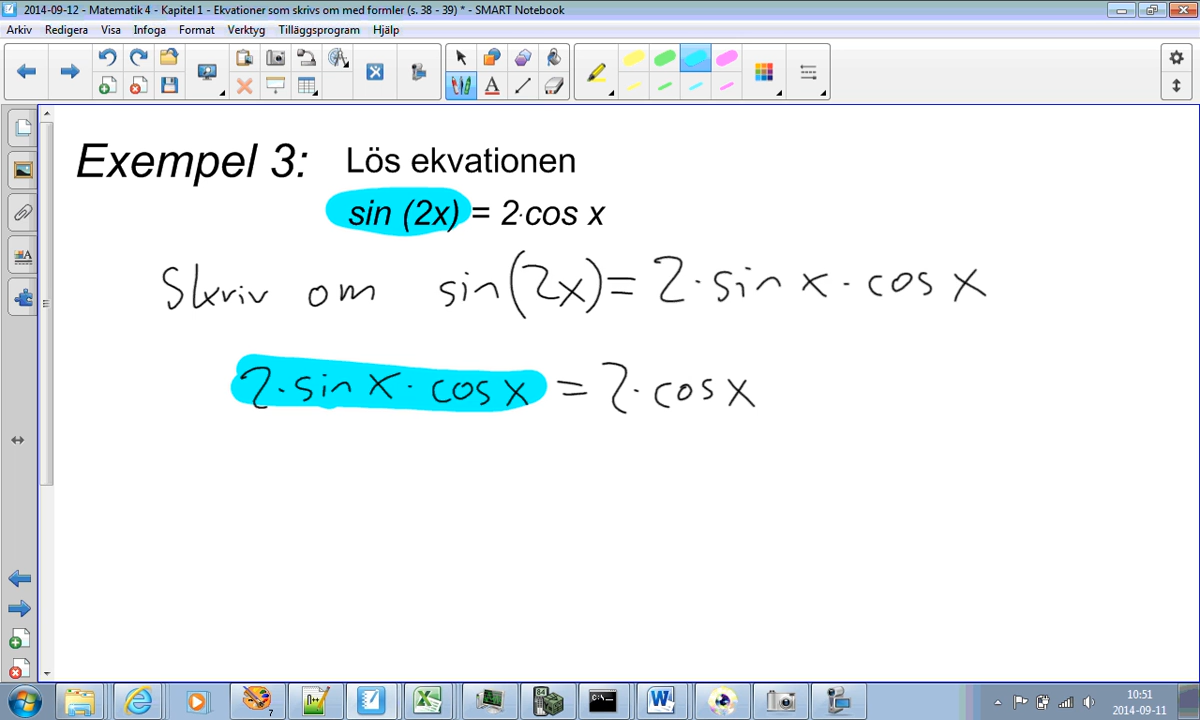 2014-09-12 - Matematik 4 - Kapitel 1 - Ekvationer som skrivs om med formler (s. 38 - 39) * - SMART Notebook
Arkiv Redigera Visa Infoga Format Verktyg Tilläggsprogram Hjälp
Exempel 3: Lös ekvationen
sin (2x) = 2·cos x
Skriv om sin(2x) = 2·sin x · cos x
2·sin x · cos x = 2·cos x
10:51
2014-09-11